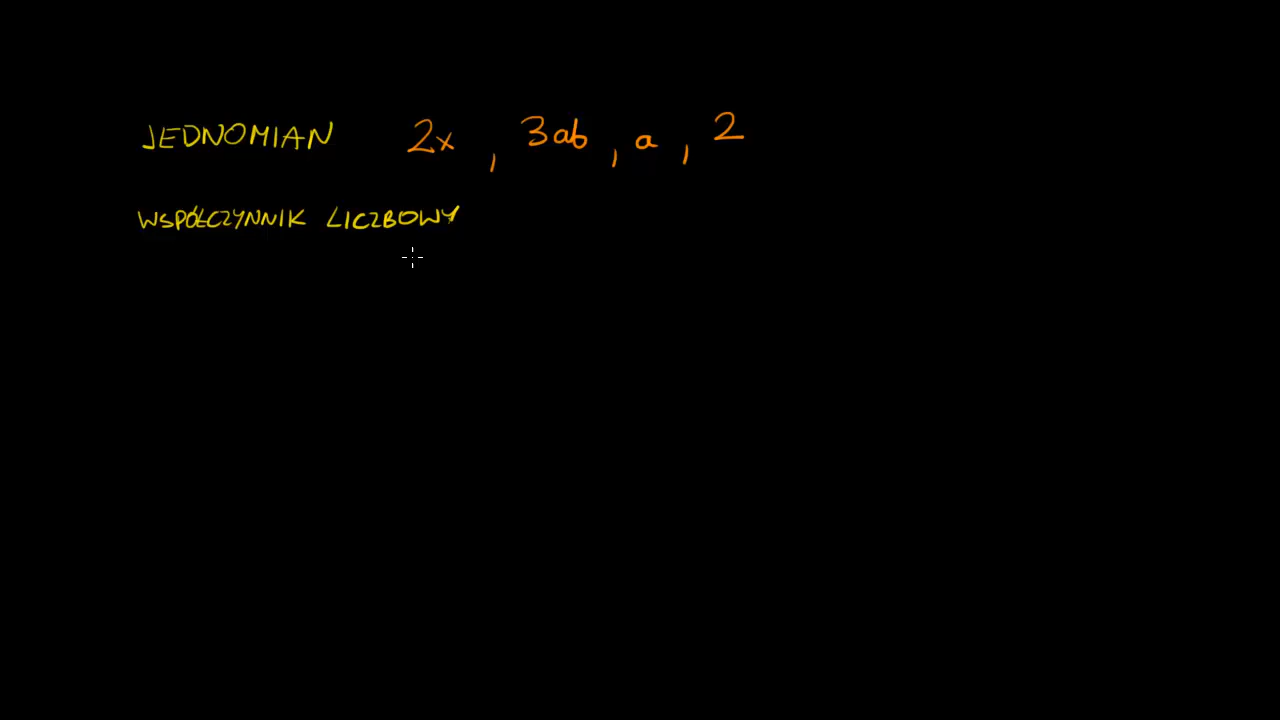 JEDNOMIAN 2x , 3ab , a , 2
WSPÓŁCZYNNIK LICZBOWY